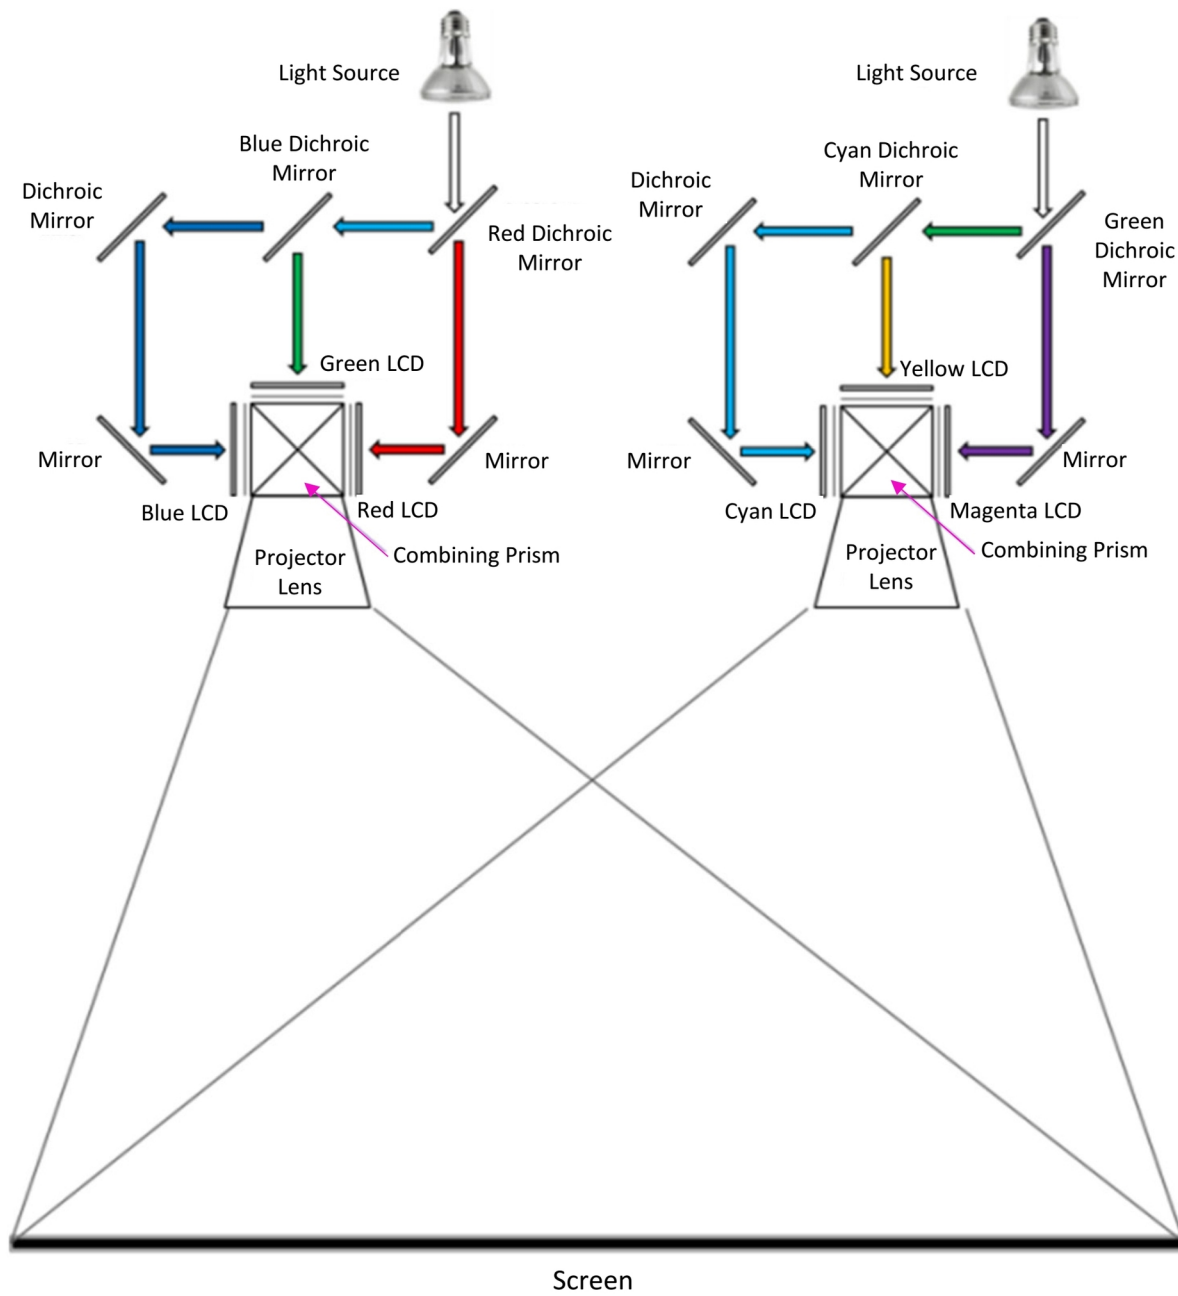 Light Source
Blue Dichroic
Mirror
Dichroic
Mirror
Red Dichroic
Mirror
Green LCD
Mirror
Mirror
Blue LCD
Red LCD
Combining Prism
Projector
Lens
Light Source
Cyan Dichroic
Mirror
Dichroic
Mirror
Green
Dichroic
Mirror
Yellow LCD
Mirror
Mirror
Cyan LCD
Magenta LCD
Combining Prism
Projector
Lens
Screen